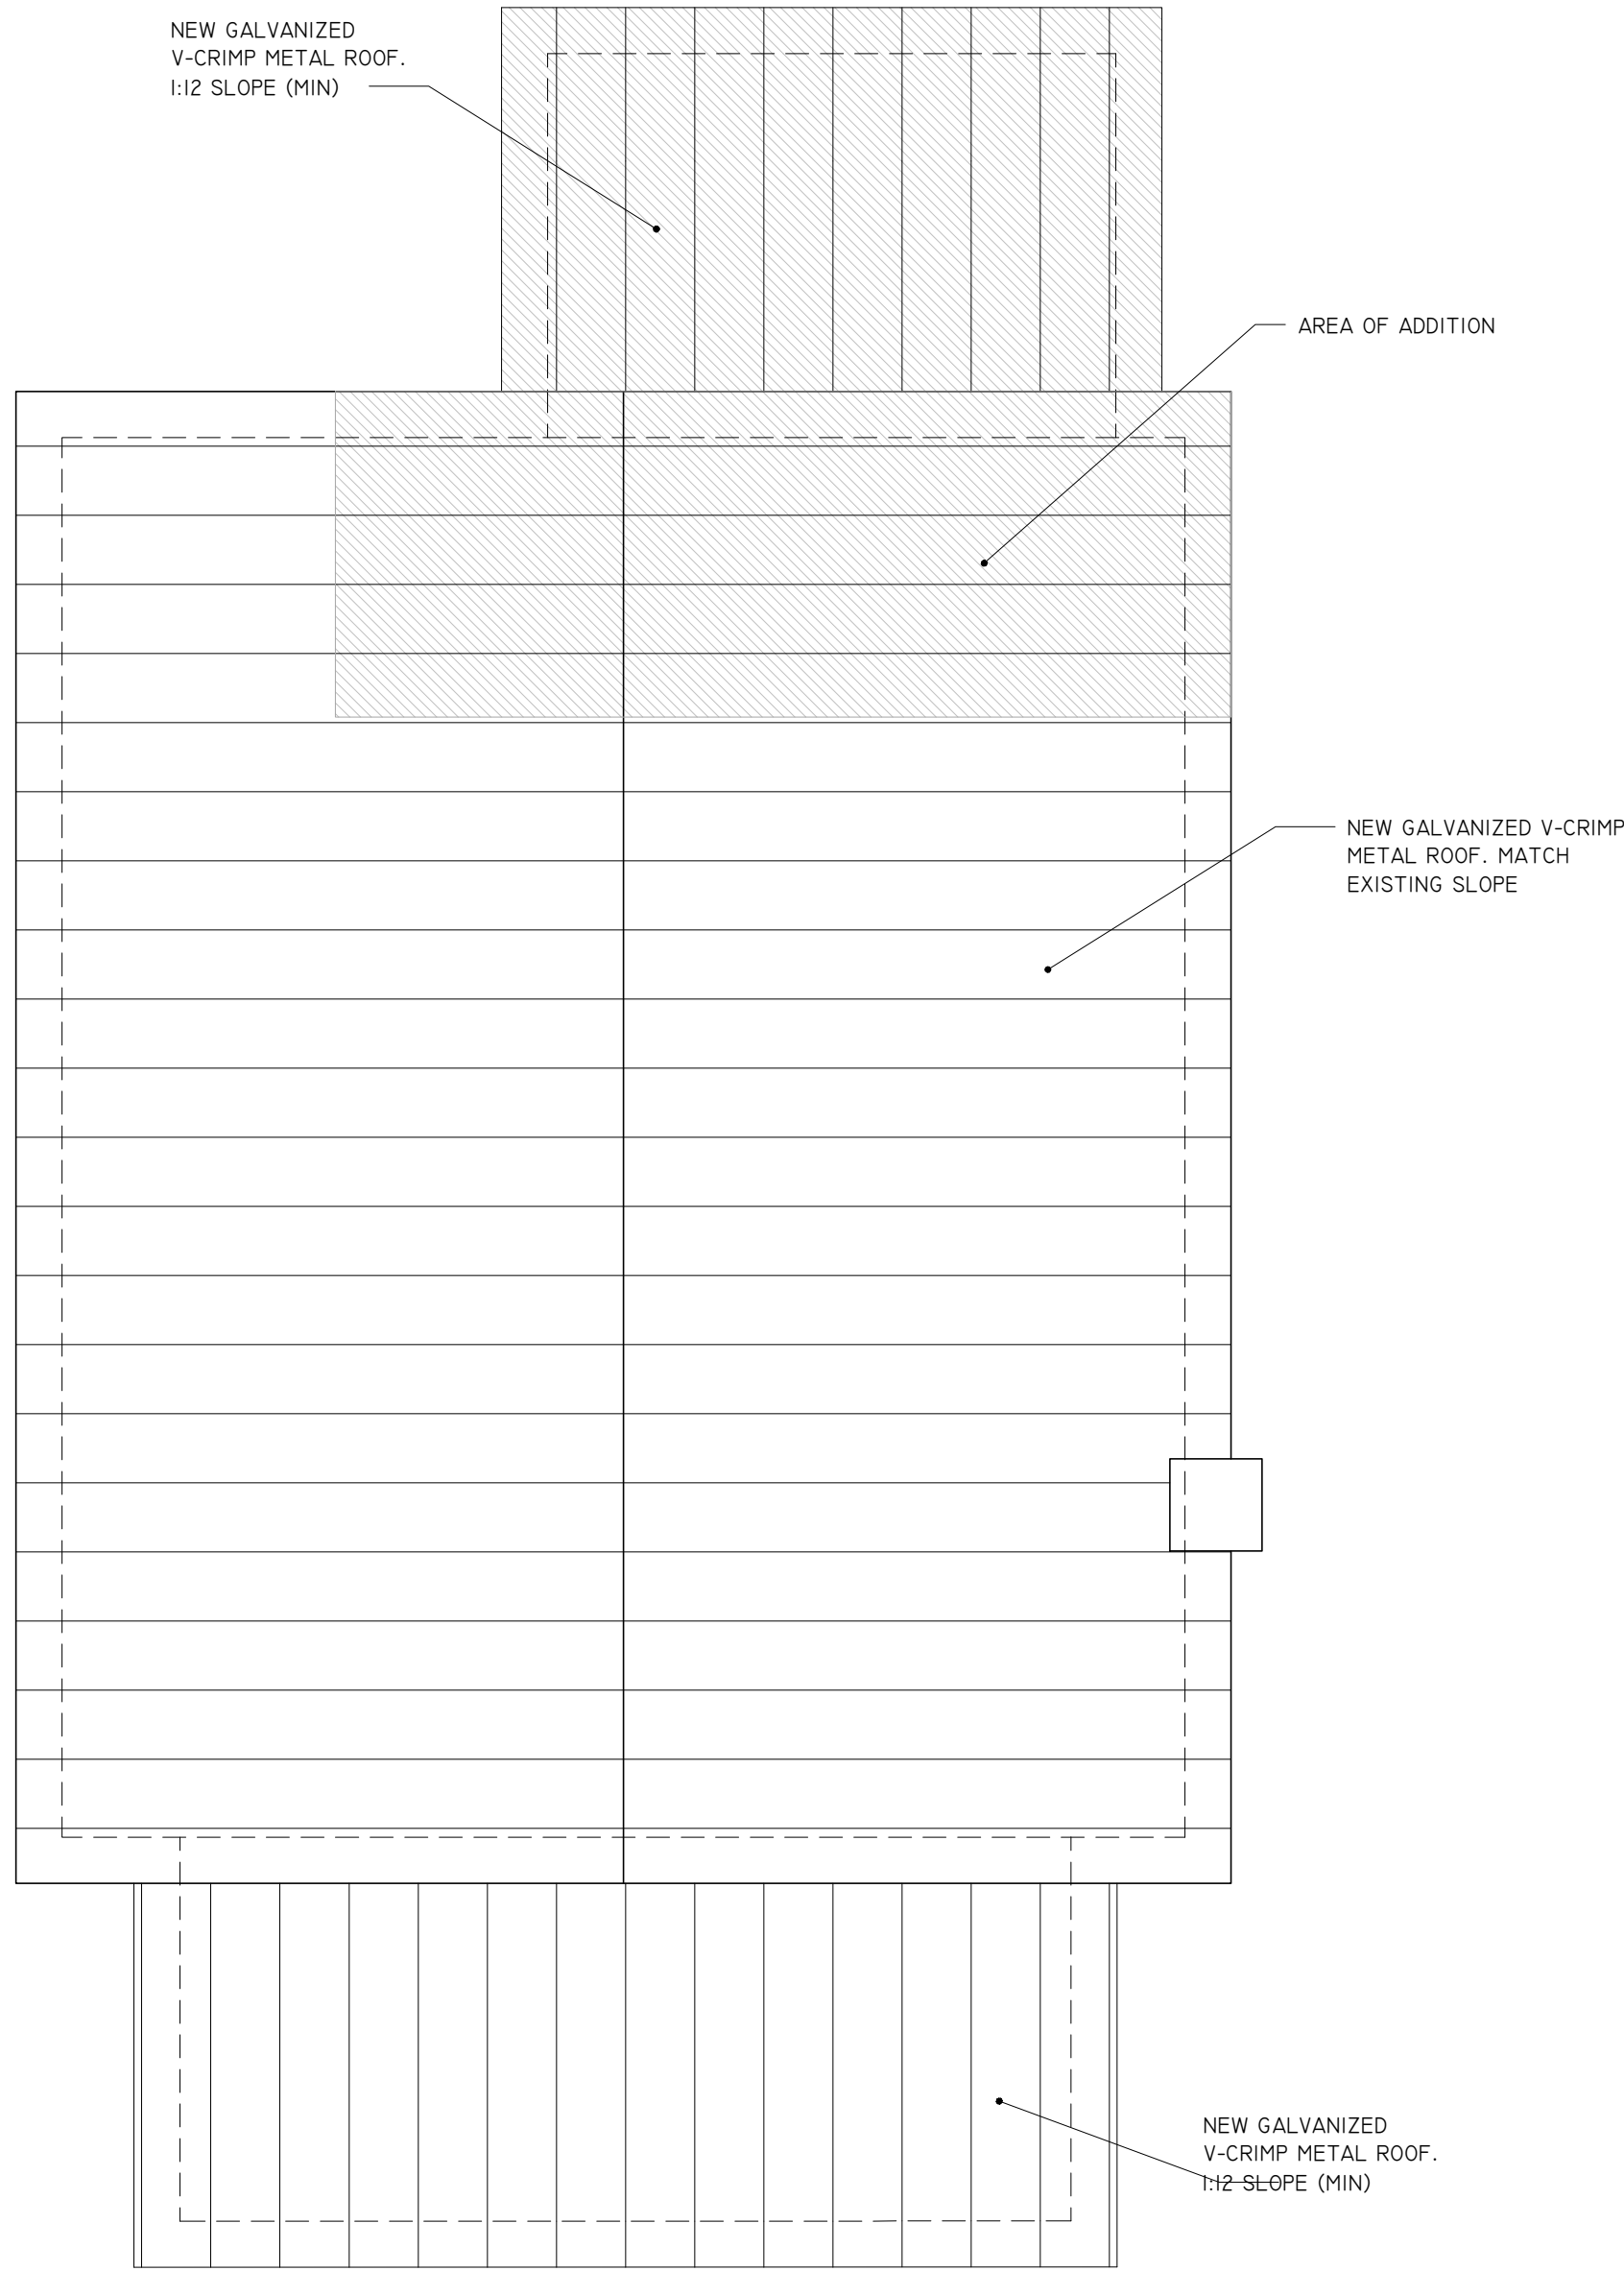 NEW GALVANIZED
V-CRIMP METAL ROOF.
1:12 SLOPE (MIN)
AREA OF ADDITION
NEW GALVANIZED V-CRIMP
METAL ROOF. MATCH
EXISTING SLOPE
NEW GALVANIZED
V-CRIMP METAL ROOF.
1:12 SLOPE (MIN)